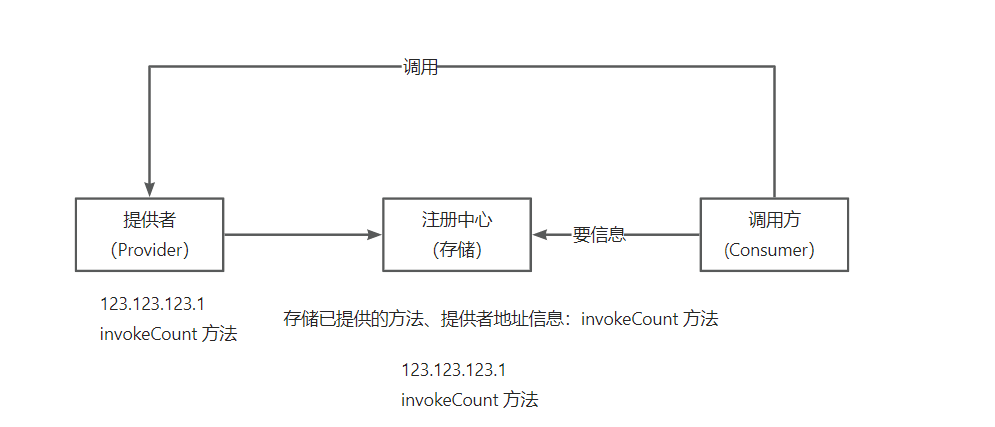 调用
提供者
（Provider）
注册中心
（存储）
要信息
调用方
(Consumer）
123.123.123.1
invokeCount 方法
存储已提供的方法、提供者地址信息：invokeCount 方法
123.123.123.1
invokeCount 方法